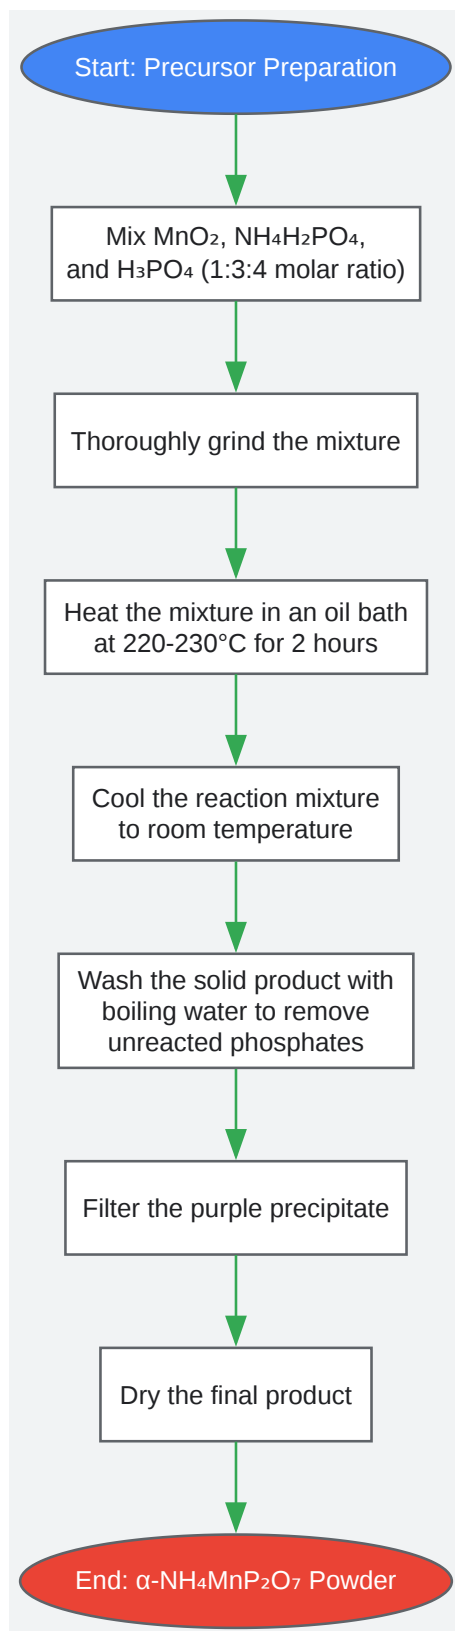 Start: Precursor Preparation
Mix MnO₂, NH₄H₂PO₄,
and H₃PO₄ (1:3:4 molar ratio)
Thoroughly grind the mixture
Heat the mixture in an oil bath
at 220-230°C for 2 hours
Cool the reaction mixture
to room temperature
Wash the solid product with
boiling water to remove
unreacted phosphates
Filter the purple precipitate
Dry the final product
End: α-NH₄MnP₂O₇ Powder